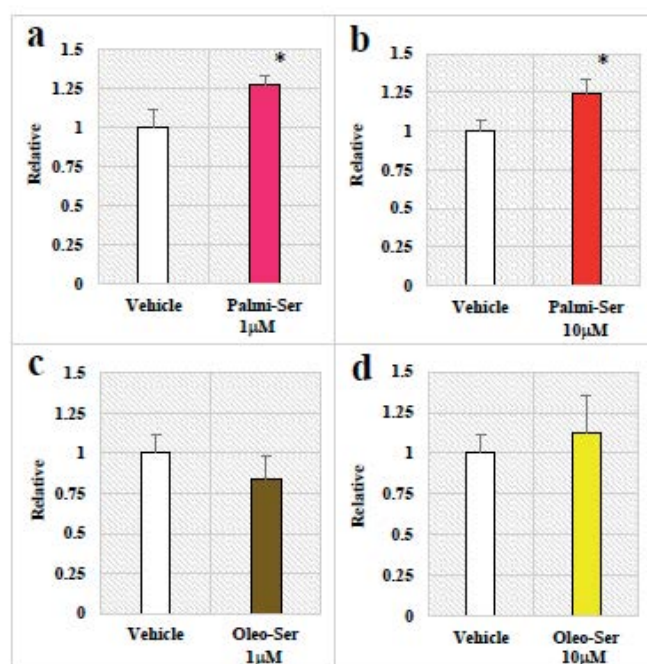 a
1.5
*
1.25
1
0.75
0.5
0.25
0
Relative
Vehicle
Palmi-Ser
1μM
b
1.5
*
1.25
1
0.75
0.5
0.25
0
Relative
Vehicle
Palmi-Ser
10μM
c
1.5
1.25
1
0.75
0.5
0.25
0
Relative
Vehicle
Oleo-Ser
1μM
d
1.5
1.25
1
0.75
0.5
0.25
0
Relative
Vehicle
Oleo-Ser
10μM